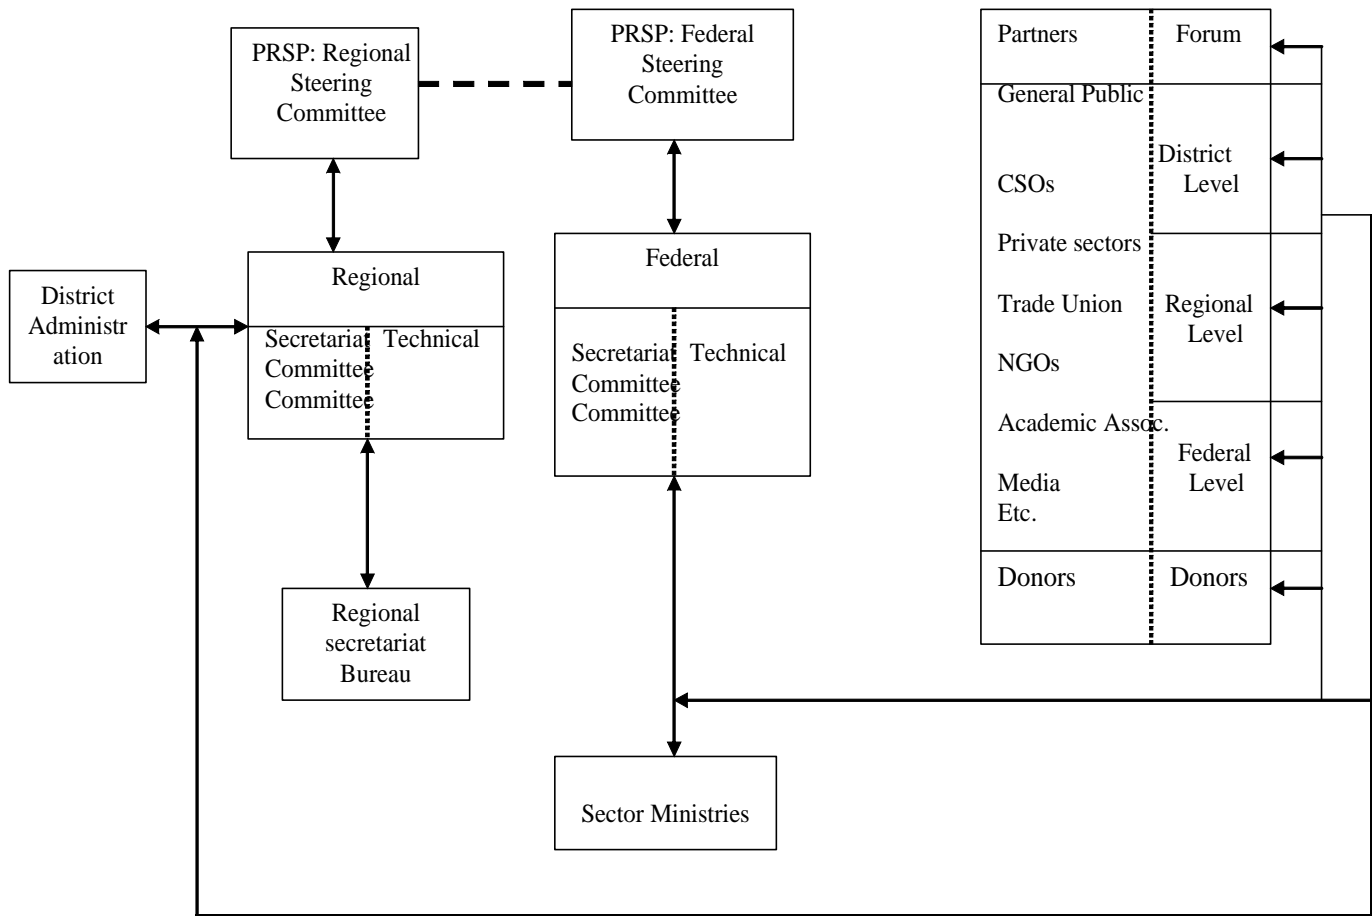 PRSP: Regional
Steering
Committee
PRSP: Federal
Steering
Committee
District
Administr
ation
Regional
Secretariat Technical
Committee
Committee
Federal
Secretariat Technical
Committee
Committee
Regional
secretariat
Bureau
Sector Ministries
Partners
Forum
General Public
CSOs
Private sectors
Trade Union
NGOs
Academic Assoc.
Media
Etc.
District
Level
Regional
Level
Federal
Level
Donors
Donors